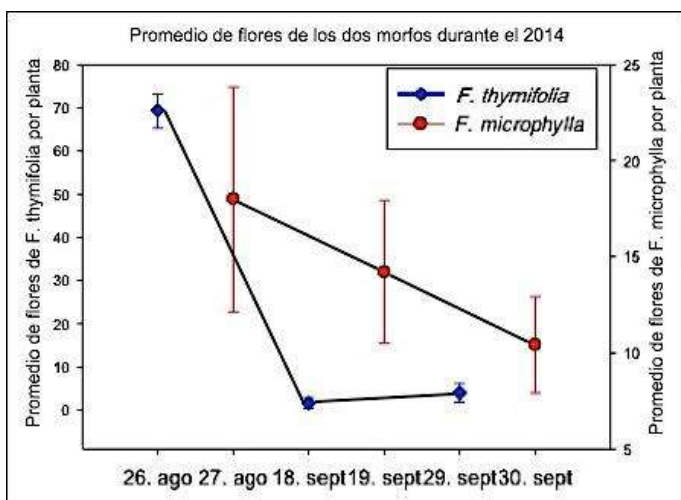 Promedio de flores de los dos morfos durante el 2014
Promedio de flores de F. thymifolia por planta
80
70
60
50
40
30
20
10
0
F. thymifolia
F. microphylla
25
20
15
10
5
Promedio de flores de F. microphylla por planta
26. ago 27. ago 18. sept 19. sept 29. sept 30. sept